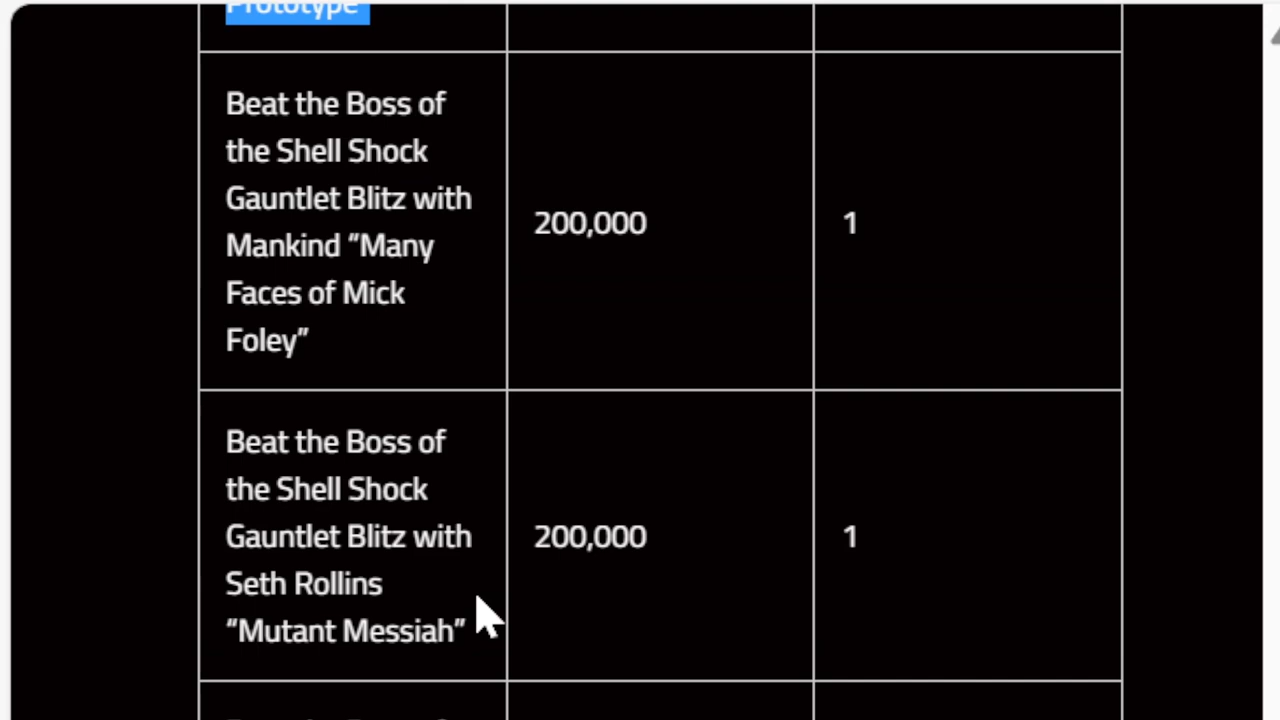 Prototype
Beat the Boss of
the Shell Shock
Gauntlet Blitz with
Mankind “Many
Faces of Mick
Foley”
200,000
1
Beat the Boss of
the Shell Shock
Gauntlet Blitz with
Seth Rollins
“Mutant Messiah”
200,000
1